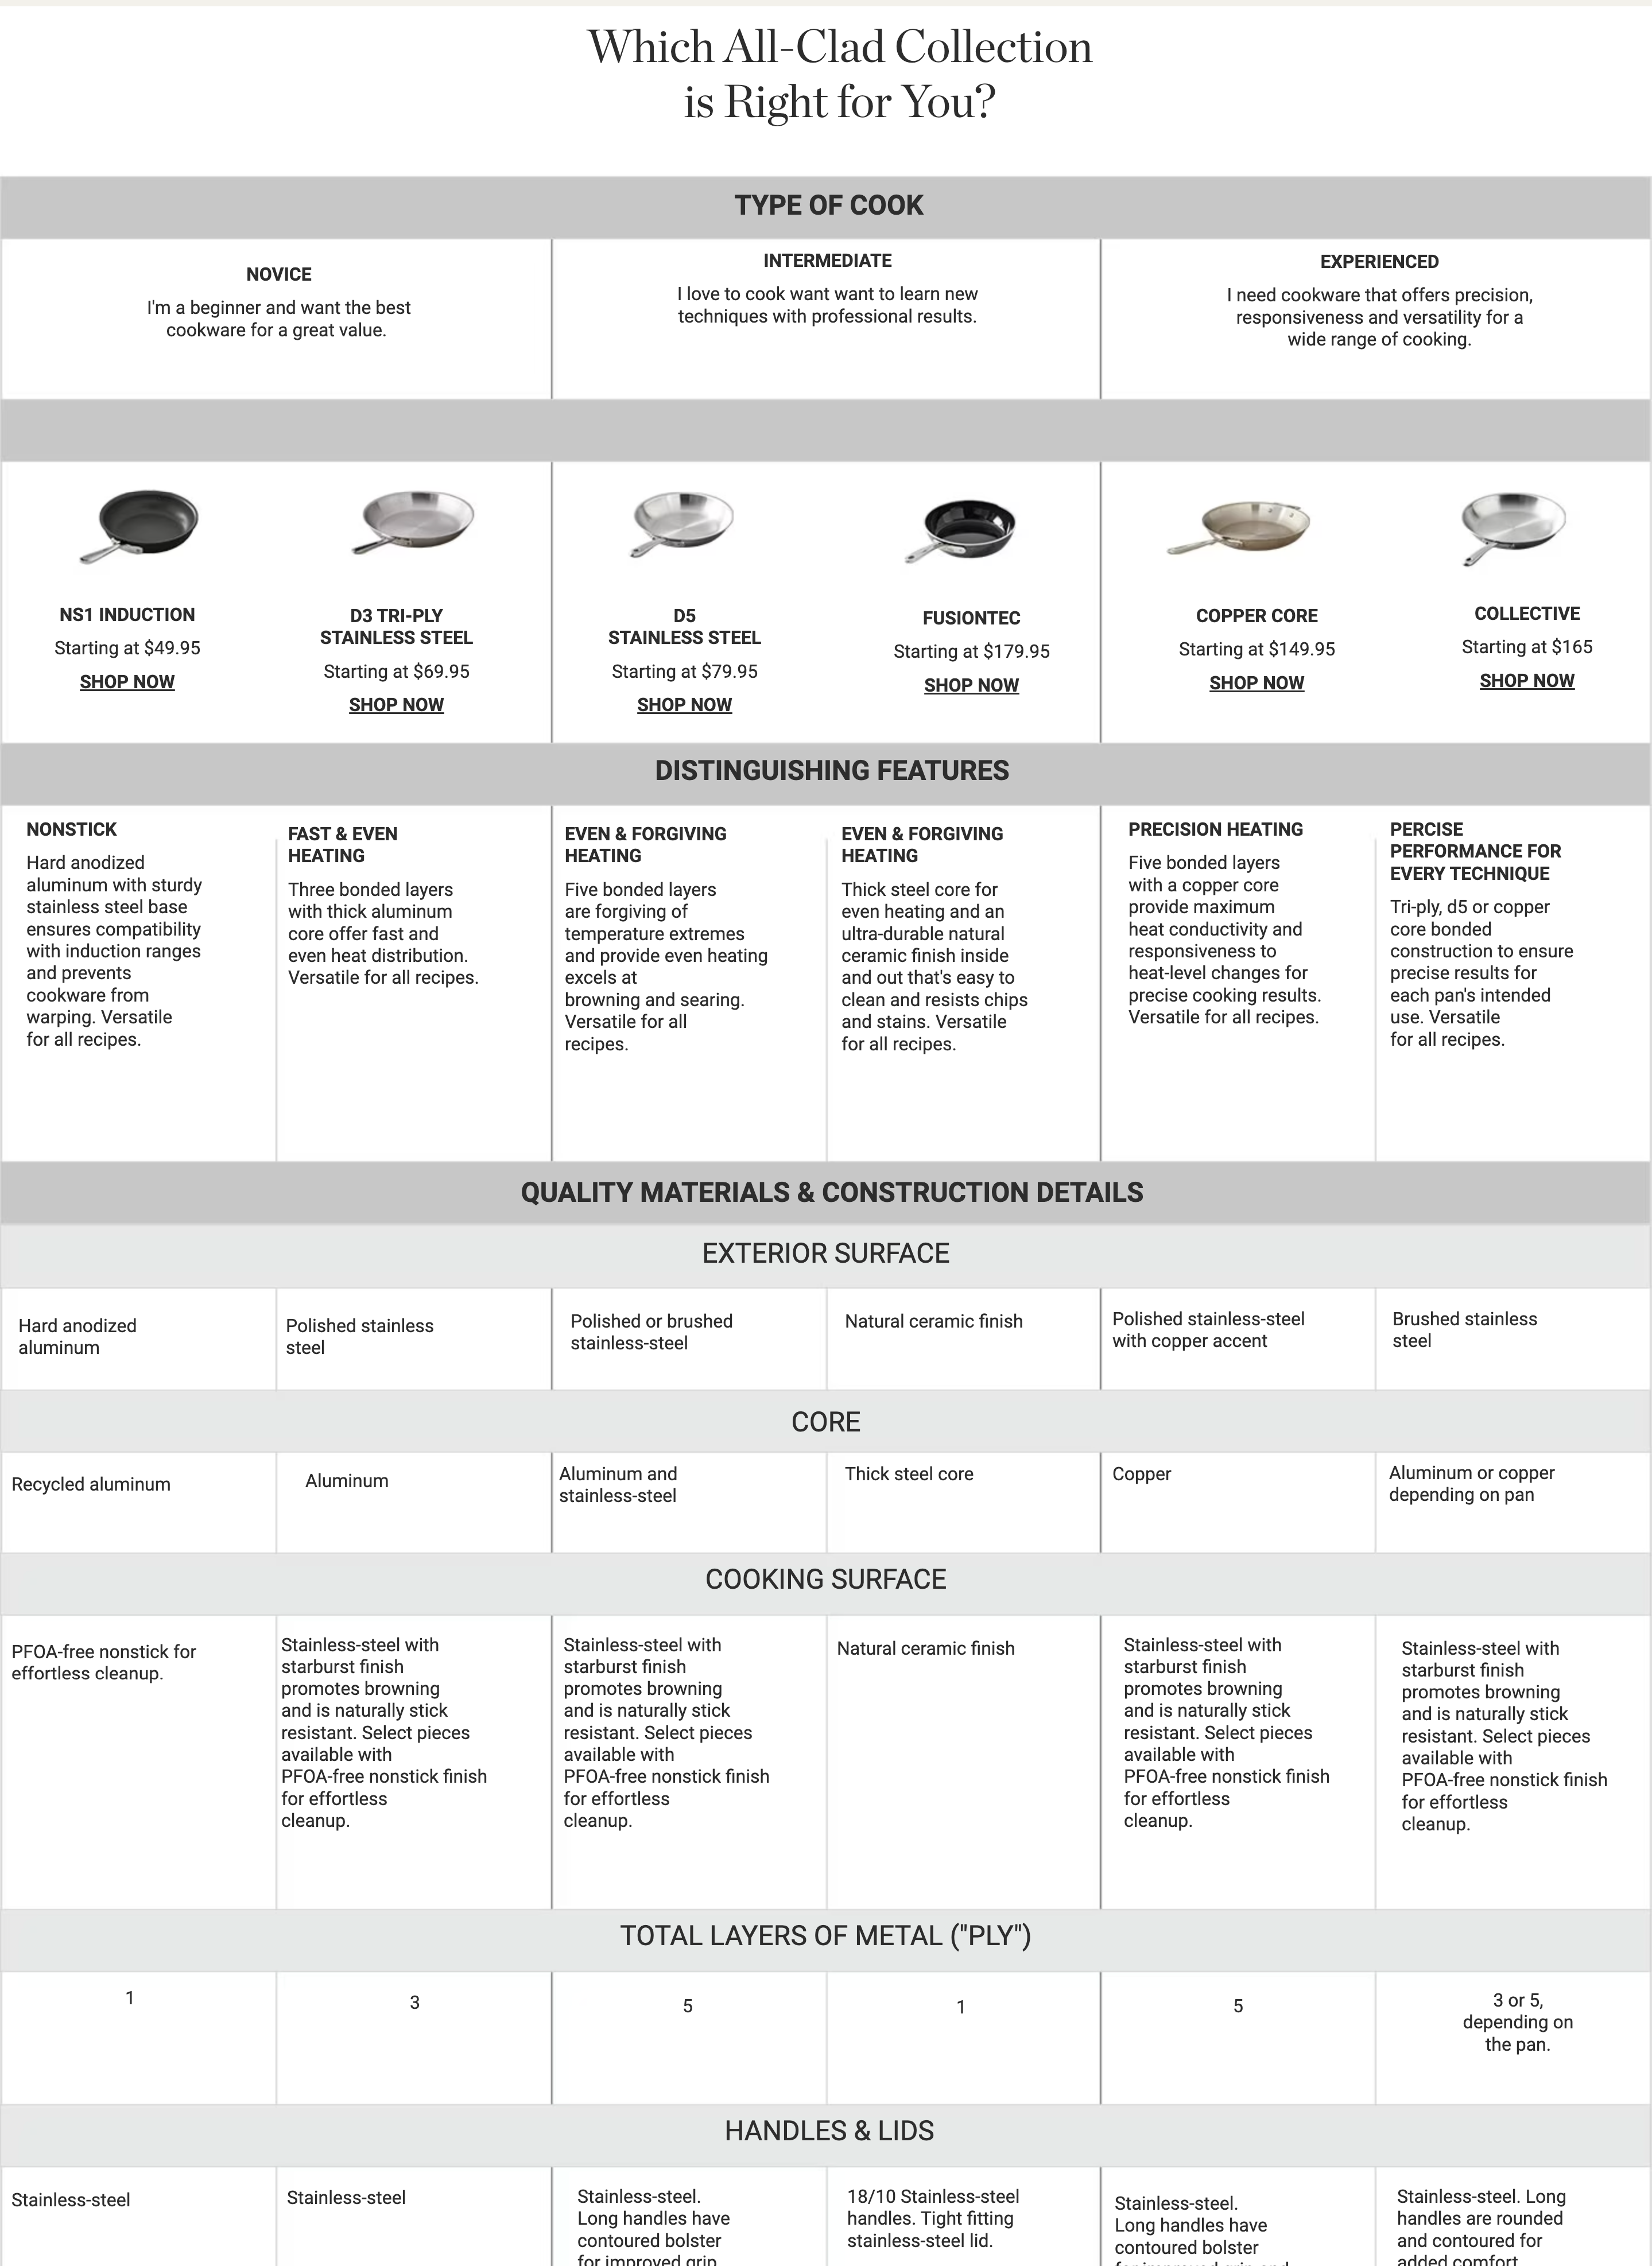 Which All-Clad Collection
is Right for You?
TYPE OF COOK
NOVICE
I'm a beginner and want the best
cookware for a great value.
INTERMEDIATE
I love to cook want want to learn new
techniques with professional results.
EXPERIENCED
I need cookware that offers precision,
responsiveness and versatility for a
wide range of cooking.
NS1 INDUCTION
Starting at $49.95
SHOP NOW
D3 TRI-PLY
STAINLESS STEEL
Starting at $69.95
SHOP NOW
D5
STAINLESS STEEL
Starting at $79.95
SHOP NOW
FUSIONTEC
Starting at $179.95
SHOP NOW
COPPER CORE
Starting at $149.95
SHOP NOW
COLLECTIVE
Starting at $165
SHOP NOW
DISTINGUISHING FEATURES
NONSTICK
Hard anodized
aluminum with sturdy
stainless steel base
ensures compatibility
with induction ranges
and prevents
cookware from
warping. Versatile
for all recipes.
FAST & EVEN
HEATING
Three bonded layers
with thick aluminum
core offer fast and
even heat distribution.
Versatile for all recipes.
EVEN & FORGIVING
HEATING
Five bonded layers
are forgiving of
temperature extremes
and provide even heating
excels at
browning and searing.
Versatile for all
recipes.
EVEN & FORGIVING
HEATING
Thick steel core for
even heating and an
ultra-durable natural
ceramic finish inside
and out that's easy to
clean and resists chips
and stains. Versatile
for all recipes.
PRECISION HEATING
Five bonded layers
with a copper core
provide maximum
heat conductivity and
responsiveness to
heat-level changes for
precise cooking results.
Versatile for all recipes.
PERCISE
PERFORMANCE FOR
EVERY TECHNIQUE
Tri-ply, d5 or copper
core bonded
construction to ensure
precise results for
each pan's intended
use. Versatile
for all recipes.
QUALITY MATERIALS & CONSTRUCTION DETAILS
EXTERIOR SURFACE
Hard anodized
aluminum
Polished stainless
steel
Polished or brushed
stainless-steel
Natural ceramic finish
Polished stainless-steel
with copper accent
Brushed stainless
steel
CORE
Recycled aluminum
Aluminum
Aluminum and
stainless-steel
Thick steel core
Copper
Aluminum or copper
depending on pan
COOKING SURFACE
PFOA-free nonstick for
effortless cleanup.
Stainless-steel with
starburst finish
promotes browning
and is naturally stick
resistant. Select pieces
available with
PFOA-free nonstick finish
for effortless
cleanup.
Stainless-steel with
starburst finish
promotes browning
and is naturally stick
resistant. Select pieces
available with
PFOA-free nonstick finish
for effortless
cleanup.
Natural ceramic finish
Stainless-steel with
starburst finish
promotes browning
and is naturally stick
resistant. Select pieces
available with
PFOA-free nonstick finish
for effortless
cleanup.
Stainless-steel with
starburst finish
promotes browning
and is naturally stick
resistant. Select pieces
available with
PFOA-free nonstick finish
for effortless
cleanup.
TOTAL LAYERS OF METAL ("PLY")
1
3
5
1
5
3 or 5,
depending on
the pan.
HANDLES & LIDS
Stainless-steel
Stainless-steel
Stainless-steel.
Long handles have
contoured bolster
for improved grip
18/10 Stainless-steel
handles. Tight fitting
stainless-steel lid.
Stainless-steel.
Long handles have
contoured bolster
for improved grip and
Stainless-steel. Long
handles are rounded
and contoured for
added comfort